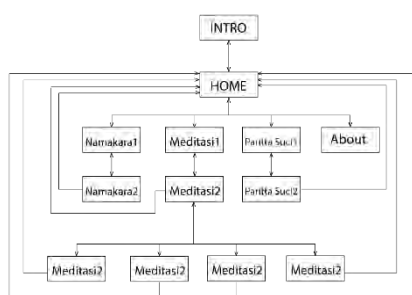 INTRO
HOME
Namakara1
Meditasi1
Paritta Suci1
About
Namakara2
Meditasi2
Paritta Suci2
Meditasi2
Meditasi2
Meditasi2
Meditasi2